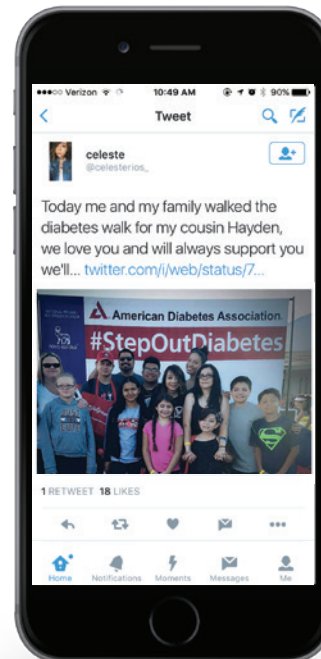 Verizon 10:49 AM 90%
Tweet
celeste
@celesterios_
Today me and my family walked the
diabetes walk for my cousin Hayden,
we love you and will always support you
we'll... twitter.com/i/web/status/7...
American Diabetes Association.
#StepOutDiabetes
1 RETWEET 18 LIKES
Home Notifications Moments Messages Me